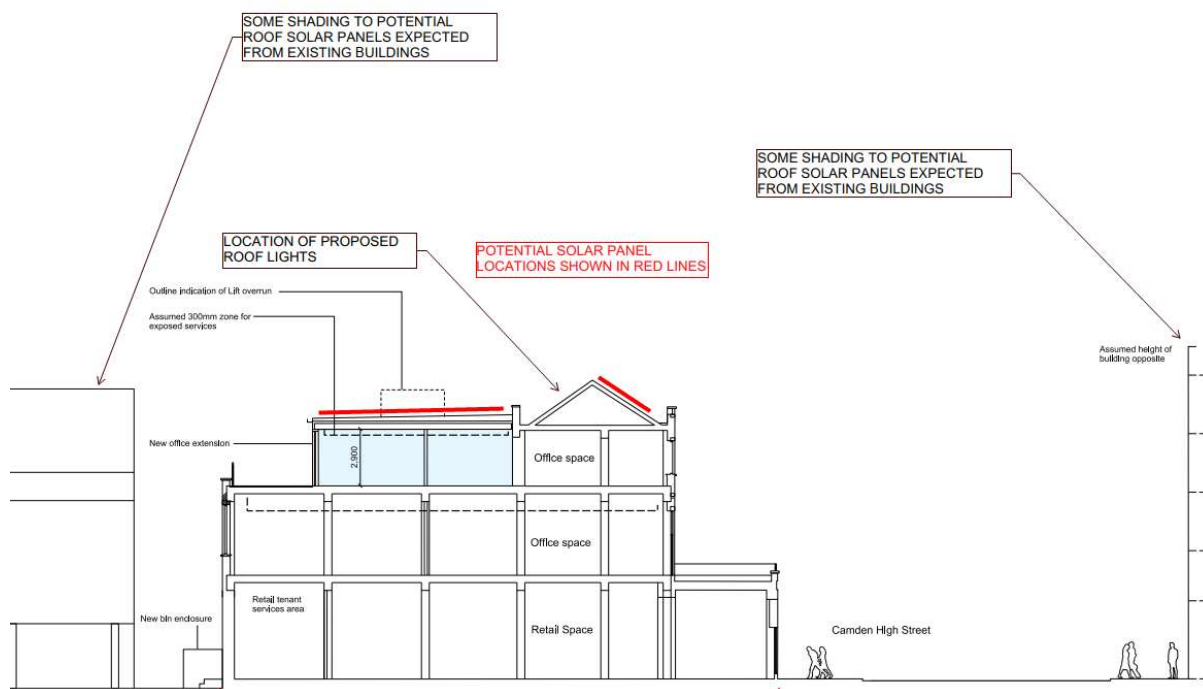 SOME SHADING TO POTENTIAL
ROOF SOLAR PANELS EXPECTED
FROM EXISTING BUILDINGS
SOME SHADING TO POTENTIAL
ROOF SOLAR PANELS EXPECTED
FROM EXISTING BUILDINGS
LOCATION OF PROPOSED
ROOF LIGHTS
POTENTIAL SOLAR PANEL
LOCATIONS SHOWN IN RED LINES
Outline indication of Lift overrun
Assumed 300mm zone for
exposed services
Assumed height of
building opposite
New office extension
2,900
Office space
Office space
Retail tenant
services area
New bin enclosure
Retail Space
Camden High Street